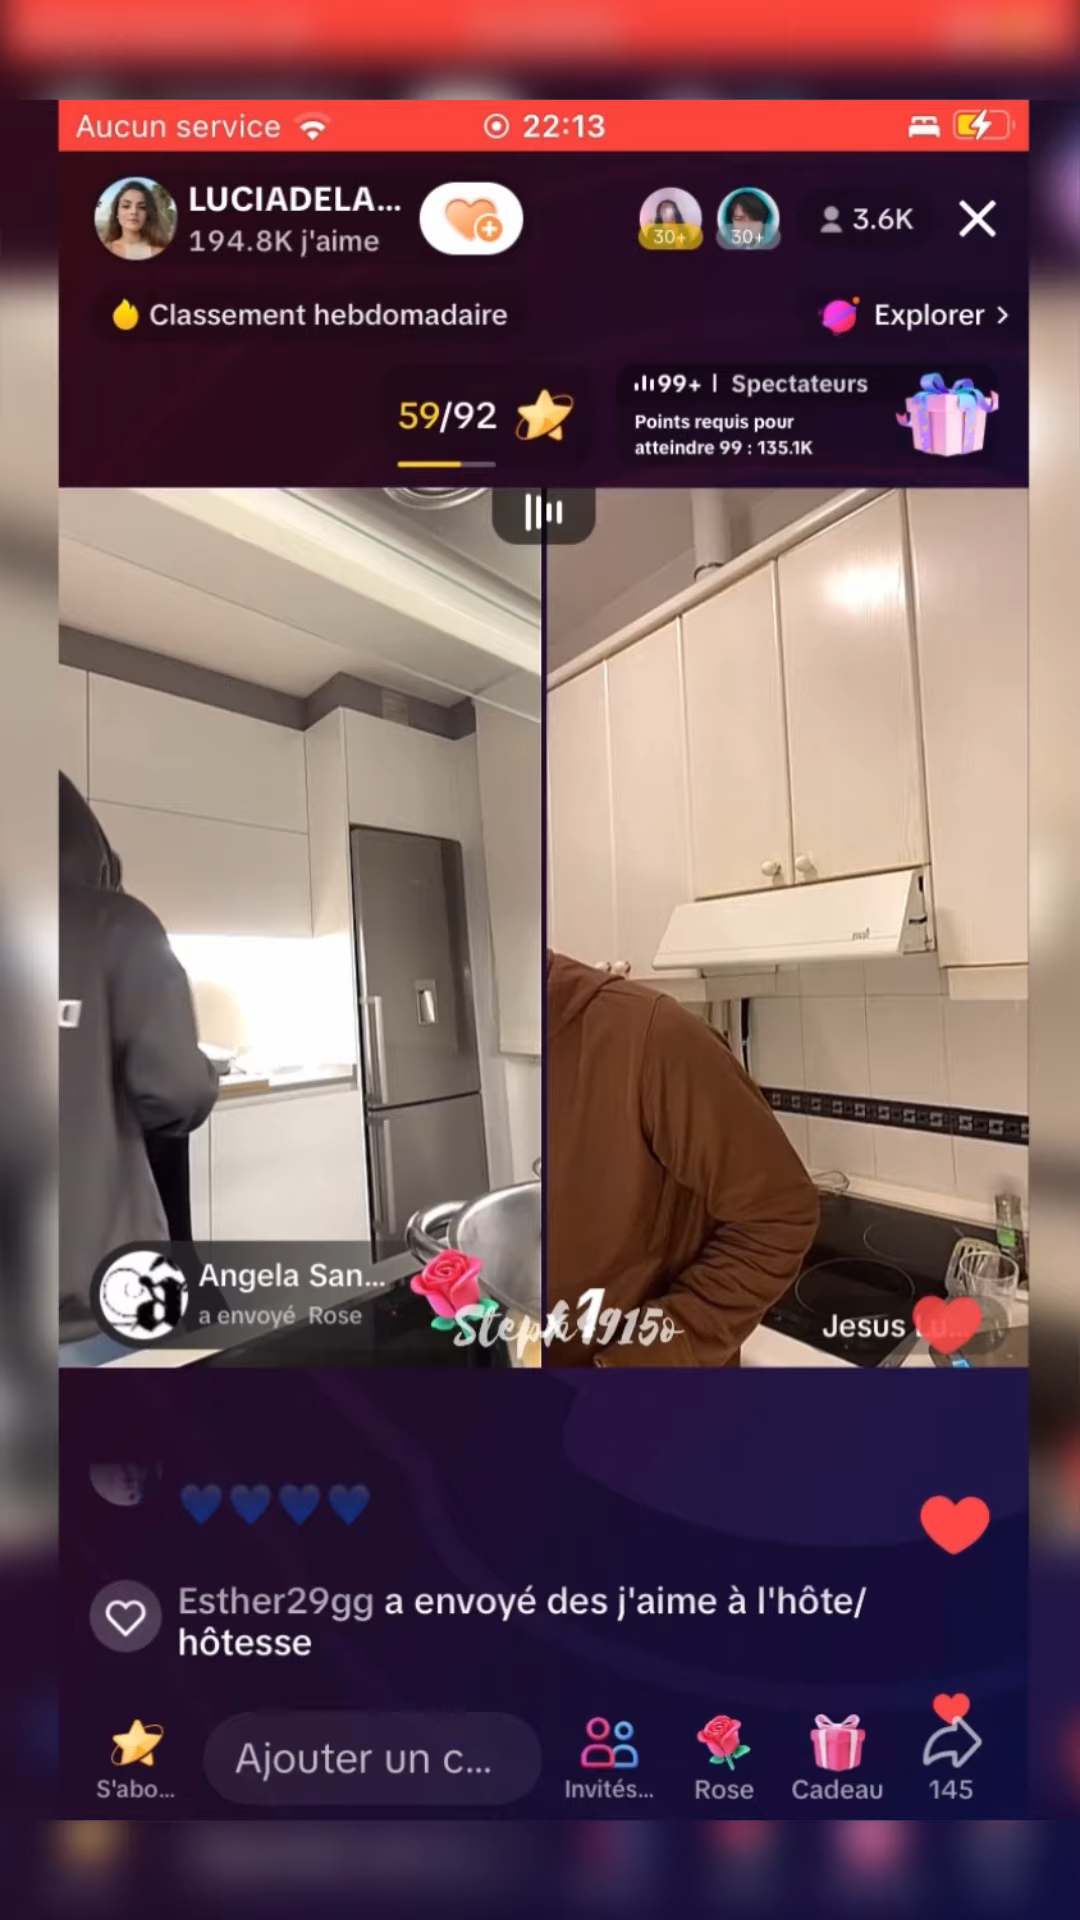 Aucun service
22:13
LUCIADELA...
194.8K j'aime
30+
30+
3.6K
Classement hebdomadaire
Explorer >
59/92
99+ | Spectateurs
Points requis pour
atteindre 99 : 135.1K
Angela San...
a envoyé Rose
Jesus
Esther29gg a envoyé des j'aime à l'hôte/
hôtesse
S'abo...
Ajouter un c...
Invités...
Rose
Cadeau
145